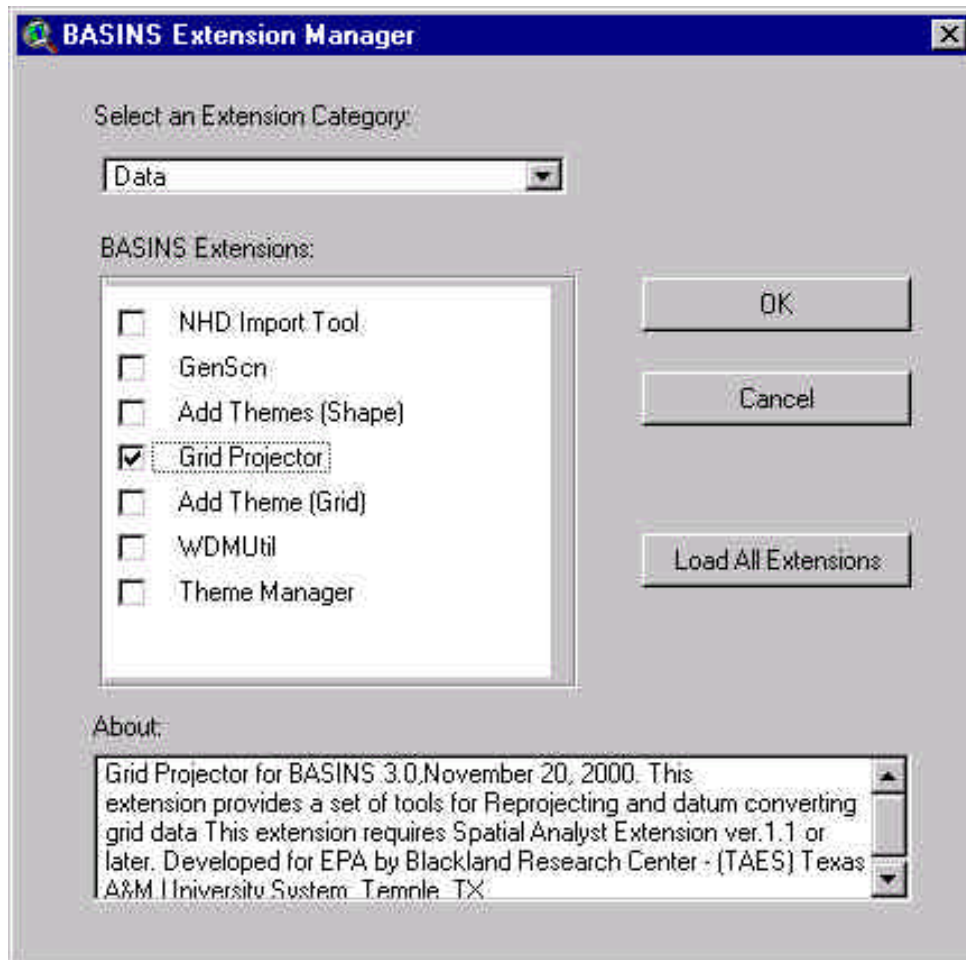 BASINS Extension Manager
Select an Extension Category:
Data
BASINS Extensions:
NHD Import Tool
GenScn
Add Themes (Shape)
Grid Projector
Add Theme (Grid)
WDMUtil
Theme Manager
OK
Cancel
Load All Extensions
About:
Grid Projector for BASINS 3.0,November 20, 2000. This
extension provides a set of tools for Reprojecting and datum converting
grid data This extension requires Spatial Analyst Extension ver.1.1 or
later. Developed for EPA by Blackland Research Center - (TAES) Texas
A&M University System, Temple, TX